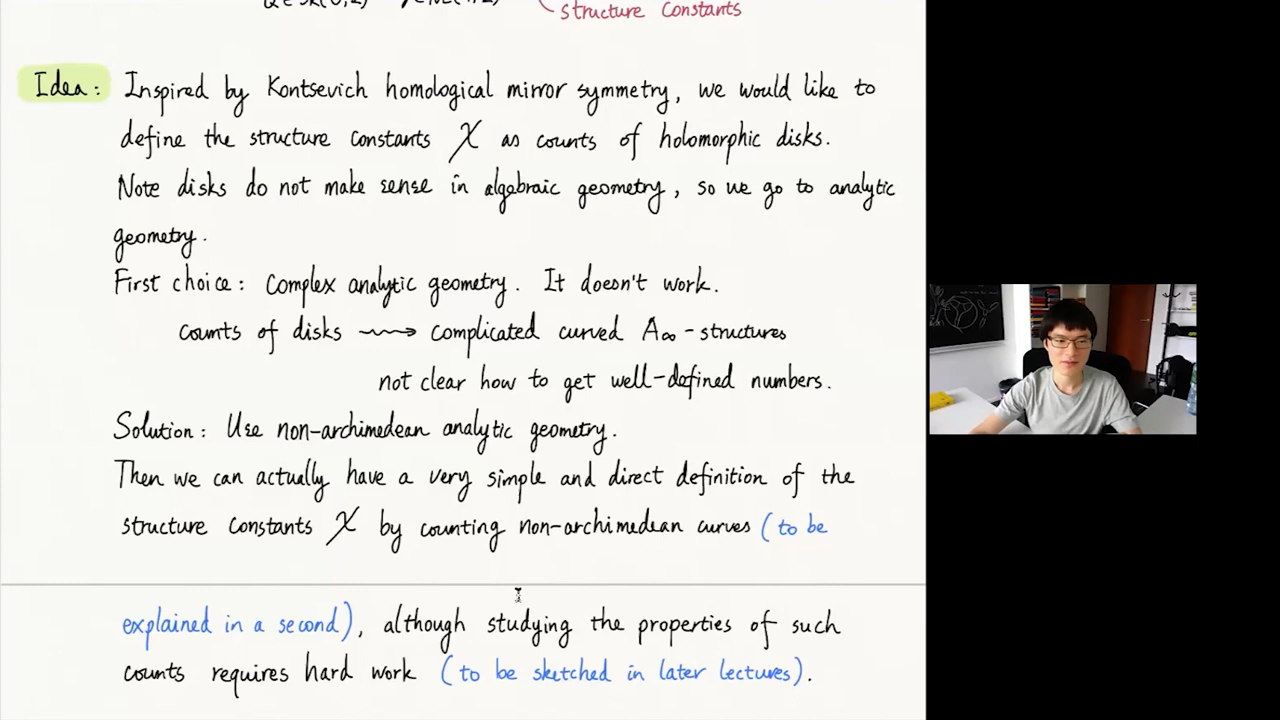 structure constants
Idea: Inspired by Kontsevich homological mirror symmetry, we would like to
define the structure constants χ as counts of holomorphic disks.
Note disks do not make sense in algebraic geometry, so we go to analytic
geometry.
First choice: Complex analytic geometry. It doesn't work.
counts of disks ⟿ complicated curved A∞-structures
not clear how to get well-defined numbers.
Solution: Use non-archimedean analytic geometry.
Then we can actually have a very simple and direct definition of the
structure constants χ by counting non-archimedean curves (to be
explained in a second), although studying the properties of such
counts requires hard work (to be sketched in later lectures).